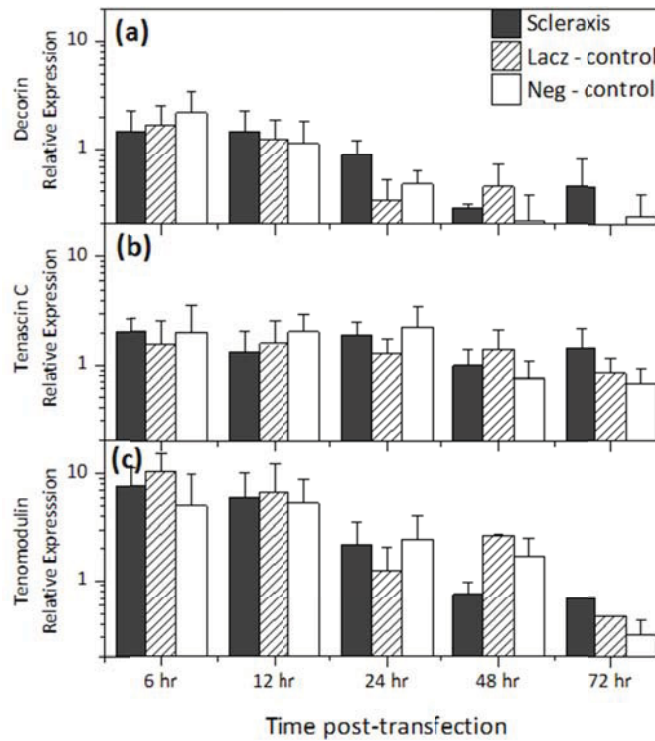 (a)
Scleraxis
Lacz - control
Neg - control
Decorin
Relative Expression
10
1
(b)
Tenascin C
Relative Expression
10
1
(c)
Tenomodulin
Relative Expresssion
10
1
6 hr 12 hr 24 hr 48 hr 72 hr
Time post-transfection